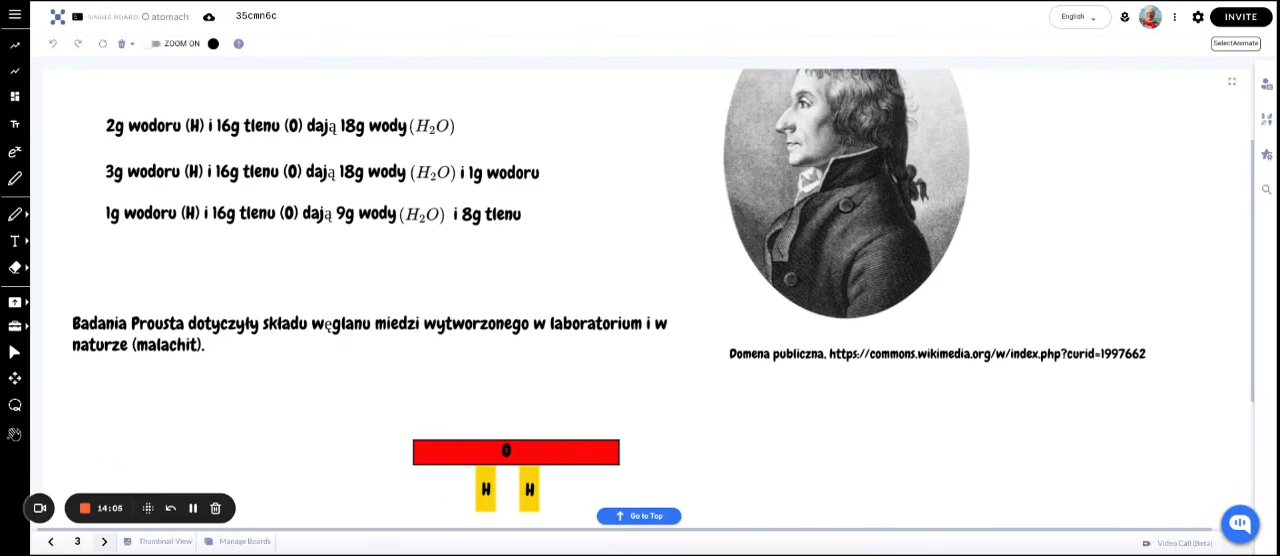 SINGLE BOARD: O atomach
35cmn6c
English
INVITE
ZOOM ON
SelectAnimate
2g wodoru (H) i 16g tlenu (O) dają 18g wody (H₂O)
3g wodoru (H) i 16g tlenu (O) dają 18g wody (H₂O) i 1g wodoru
1g wodoru (H) i 16g tlenu (O) dają 9g wody (H₂O) i 8g tlenu
Badania Prousta dotyczyły składu węglanu miedzi wytworzonego w laboratorium i w
naturze (malachit).
Domena publiczna, https://commons.wikimedia.org/w/index.php?curid=1997662
O
H H
14:05
Go to Top
3
Thumbnail View
Manage Boards
Video Call (Beta)